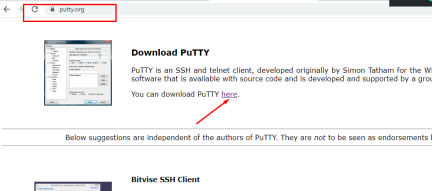 putty.org
Download PuTTY
PuTTY is an SSH and telnet client, developed originally by Simon Tatham for the Wi
software that is available with source code and is developed and supported by a grou
You can download PuTTY here.
Below suggestions are independent of the authors of PuTTY. They are not to be seen as endorsements b
Bitvise SSH Client